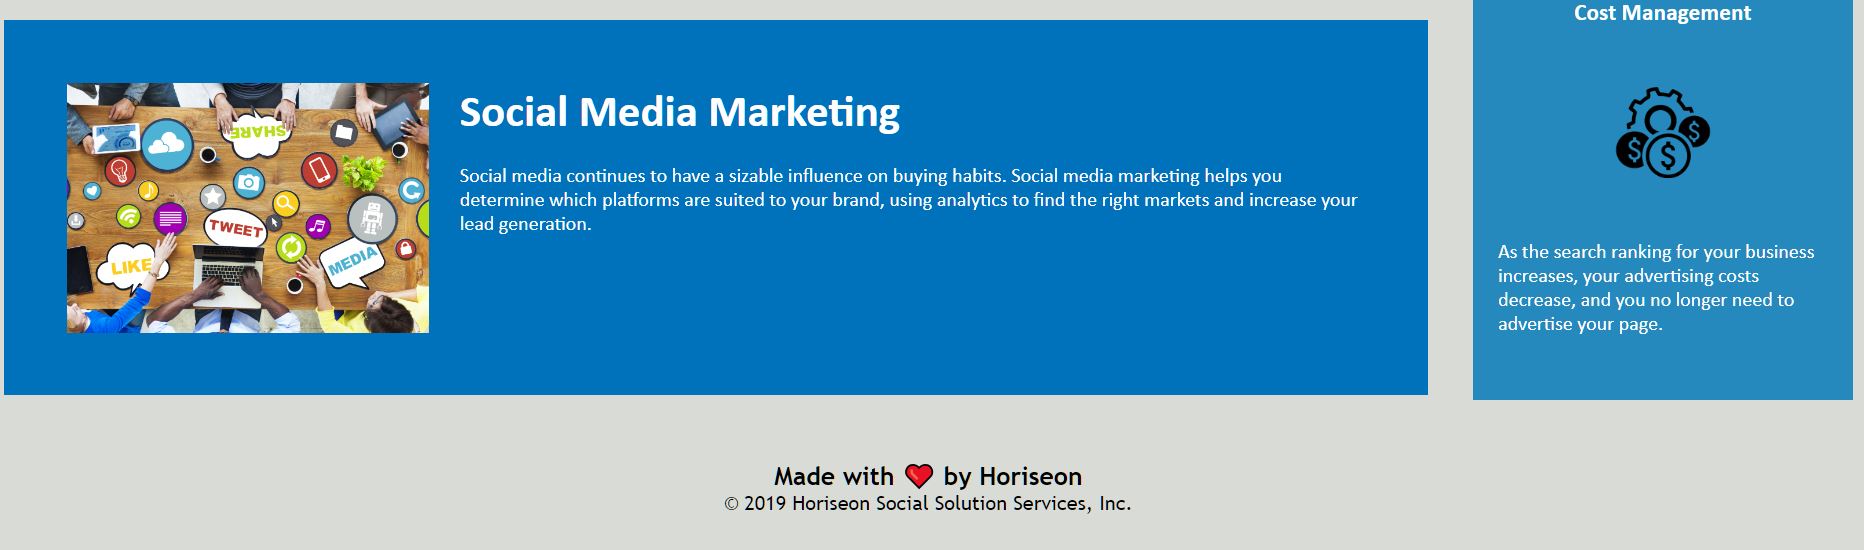 Cost Management
SHARE
TWEET
LIKE
MEDIA
Social Media Marketing
Social media continues to have a sizable influence on buying habits. Social media marketing helps you
determine which platforms are suited to your brand, using analytics to find the right markets and increase your
lead generation.
$
$
$
As the search ranking for your business
increases, your advertising costs
decrease, and you no longer need to
advertise your page.
Made with ❤️ by Horiseon
© 2019 Horiseon Social Solution Services, Inc.